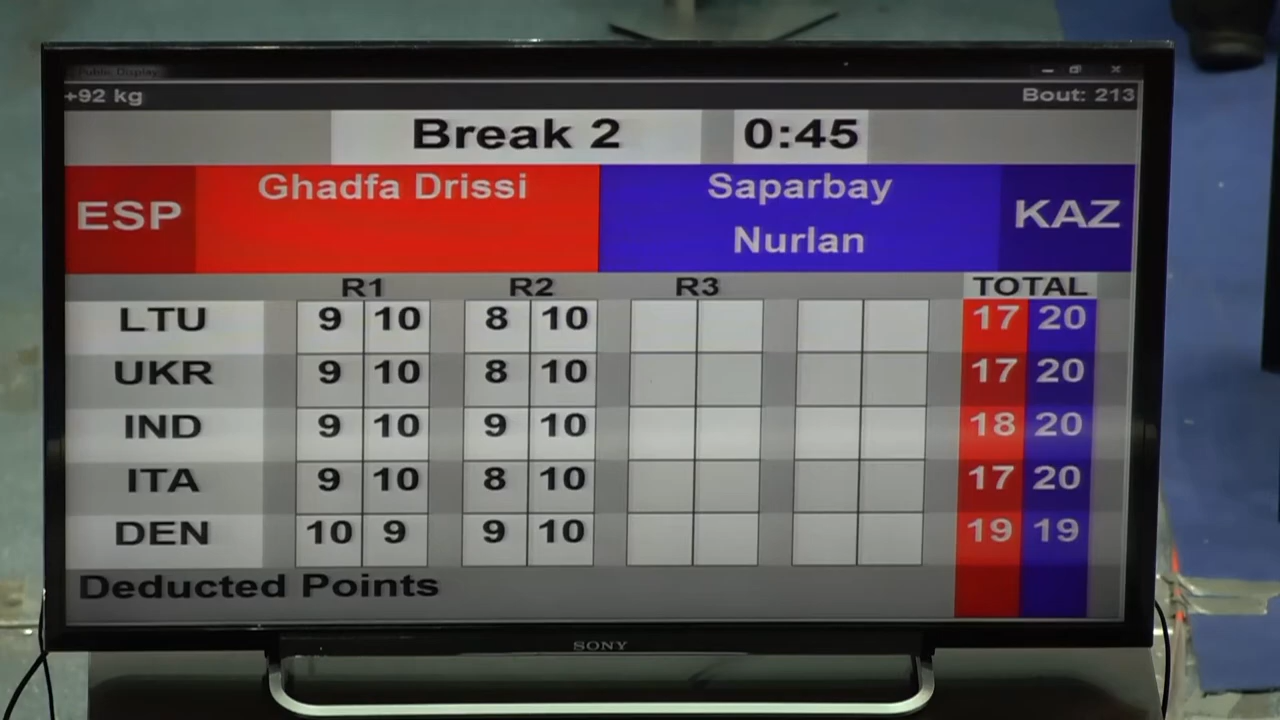 Public Display
+92 kg Bout: 213
Break 2 0:45
ESP Ghadfa Drissi Saparbay Nurlan KAZ
R1 R2 R3 TOTAL
LTU 9 10 8 10 17 20
UKR 9 10 8 10 17 20
IND 9 10 9 10 18 20
ITA 9 10 8 10 17 20
DEN 10 9 9 10 19 19
Deducted Points
SONY